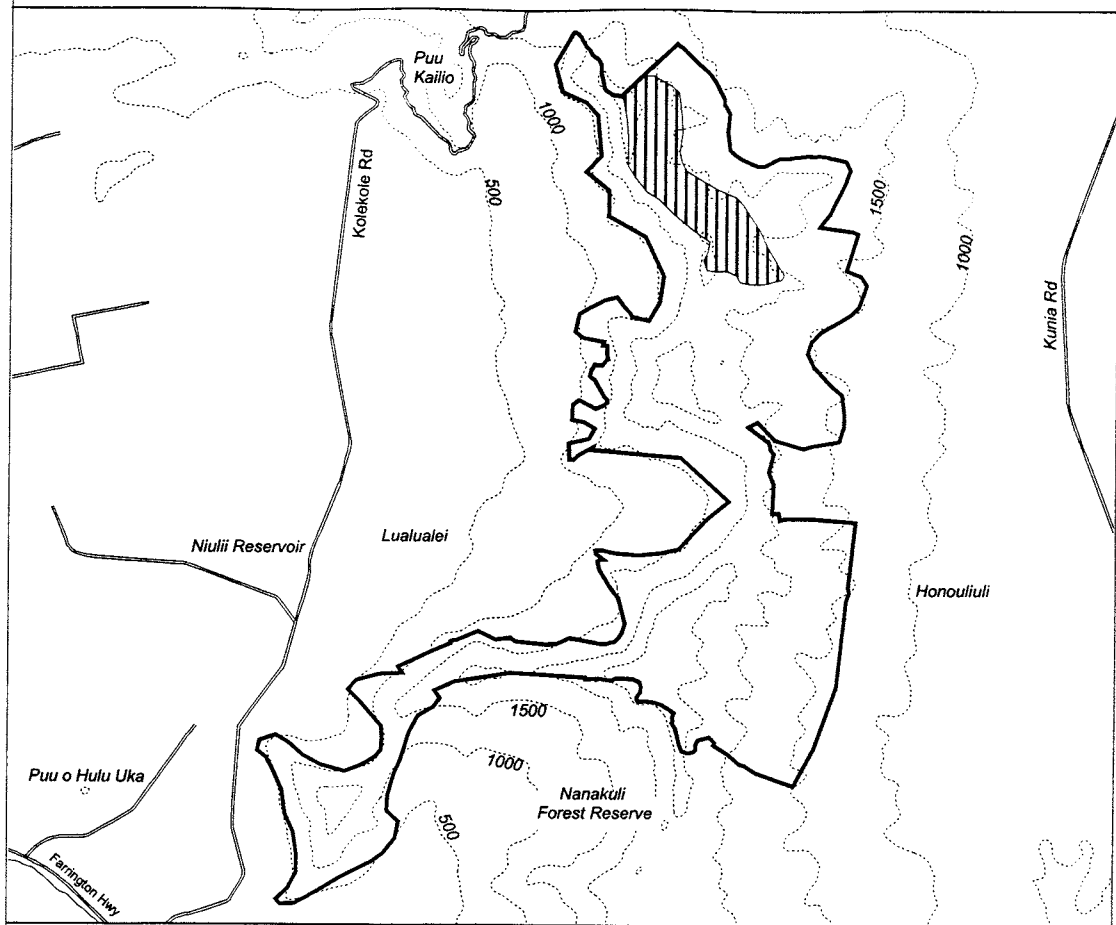 Puu
Kailio
1000
500
Kolekole Rd
1500
1000
Kunia Rd
Niulii Reservoir
Lualualei
Honouliuli
1500
1000
Puu o Hulu Uka
Nanakuli
Forest Reserve
500
Farrington Hwy